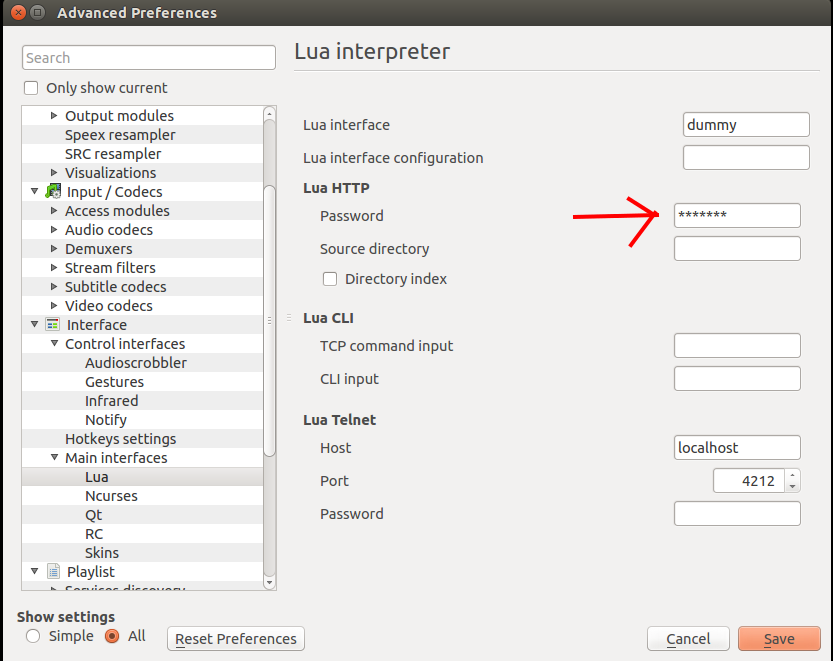 Advanced Preferences
Search
Only show current
Output modules
Speex resampler
SRC resampler
Visualizations
Input / Codecs
Access modules
Audio codecs
Demuxers
Stream filters
Subtitle codecs
Video codecs
Interface
Control interfaces
Audioscrobbler
Gestures
Infrared
Notify
Hotkeys settings
Main interfaces
Lua
Ncurses
Qt
RC
Skins
Playlist
Services discovery
Lua interpreter
Lua interface dummy
Lua interface configuration
Lua HTTP
Password *******
Source directory
Directory index
Lua CLI
TCP command input
CLI input
Lua Telnet
Host localhost
Port 4212
Password
Show settings
Simple All Reset Preferences Cancel Save